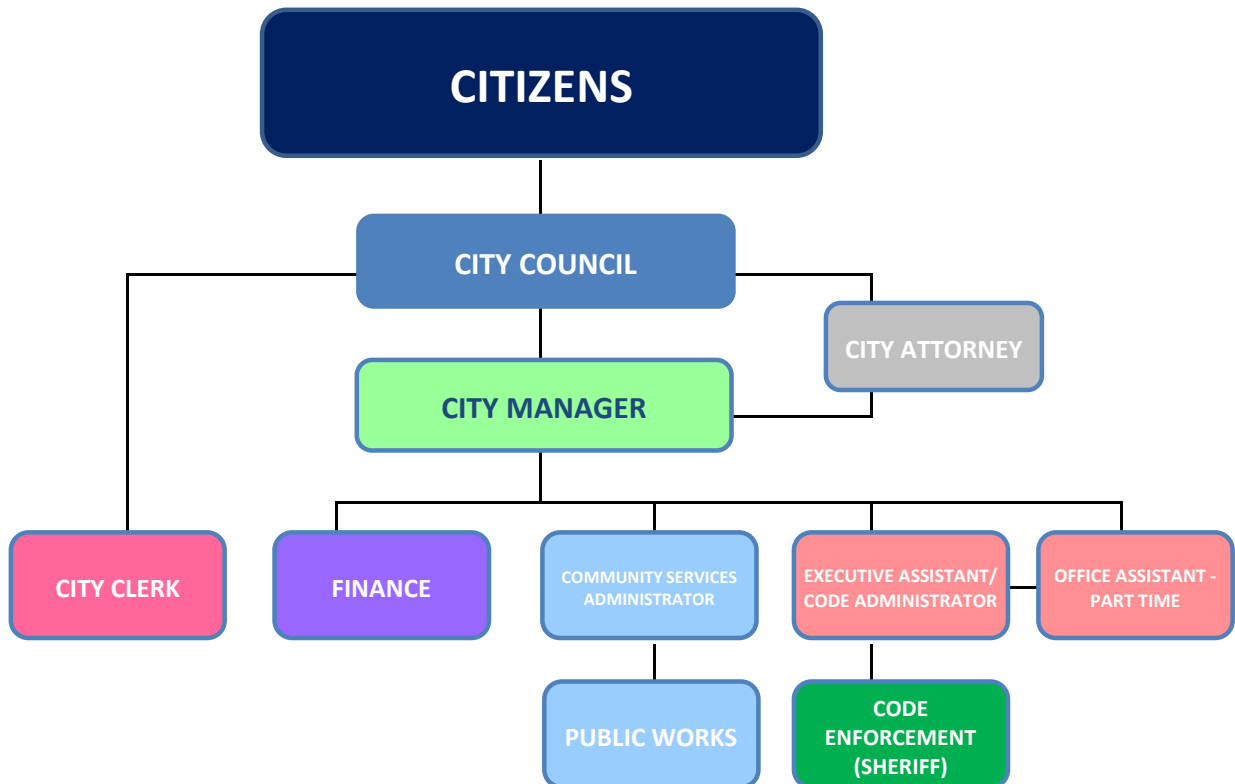 CITIZENS
CITY COUNCIL
CITY ATTORNEY
CITY MANAGER
CITY CLERK
FINANCE
COMMUNITY SERVICES
ADMINISTRATOR
EXECUTIVE ASSISTANT/
CODE ADMINISTRATOR
OFFICE ASSISTANT -
PART TIME
PUBLIC WORKS
CODE
ENFORCEMENT
(SHERIFF)